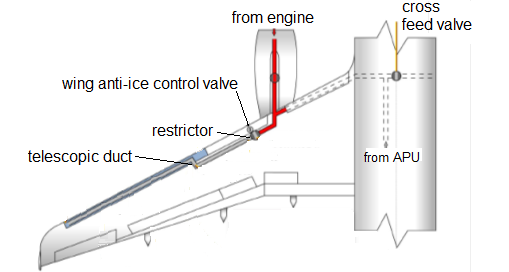 cross
feed valve
from engine
wing anti-ice control valve
restrictor
telescopic duct
from APU